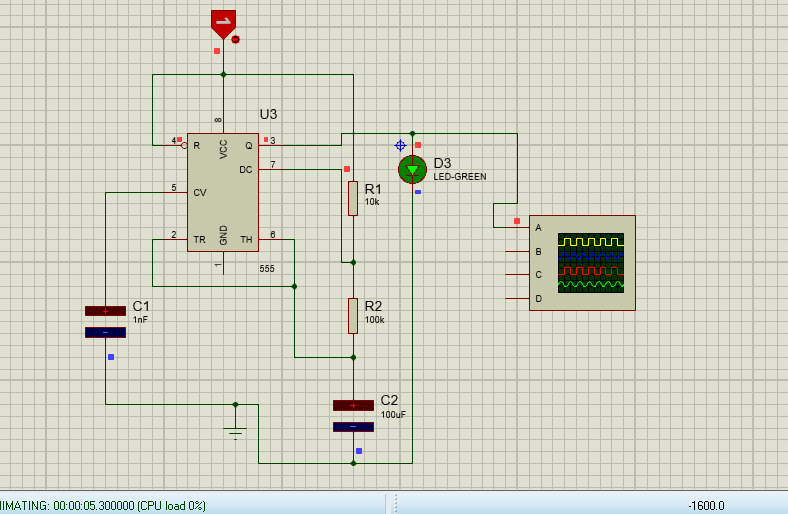 1
U3
8
4
R
VCC
Q
3
DC
7
5
CV
2
TR
GND
TH
6
1
555
R1
10k
D3
LED-GREEN
A
B
C
D
C1
1nF
R2
100k
C2
100uF
IMATING: 00:00:05.300000 (CPU load 0%)
-1600.0